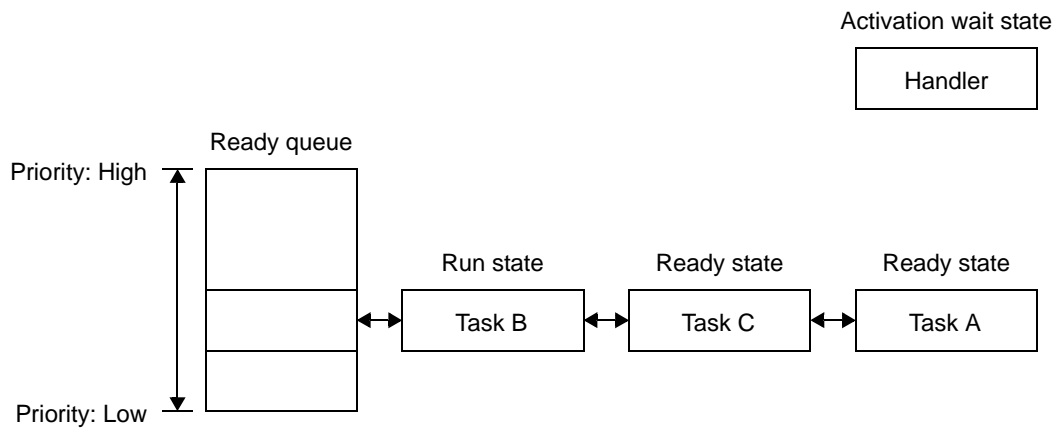 Activation wait state
Handler
Ready queue
Priority: High
Run state
Ready state
Ready state
Task B
Task C
Task A
Priority: Low